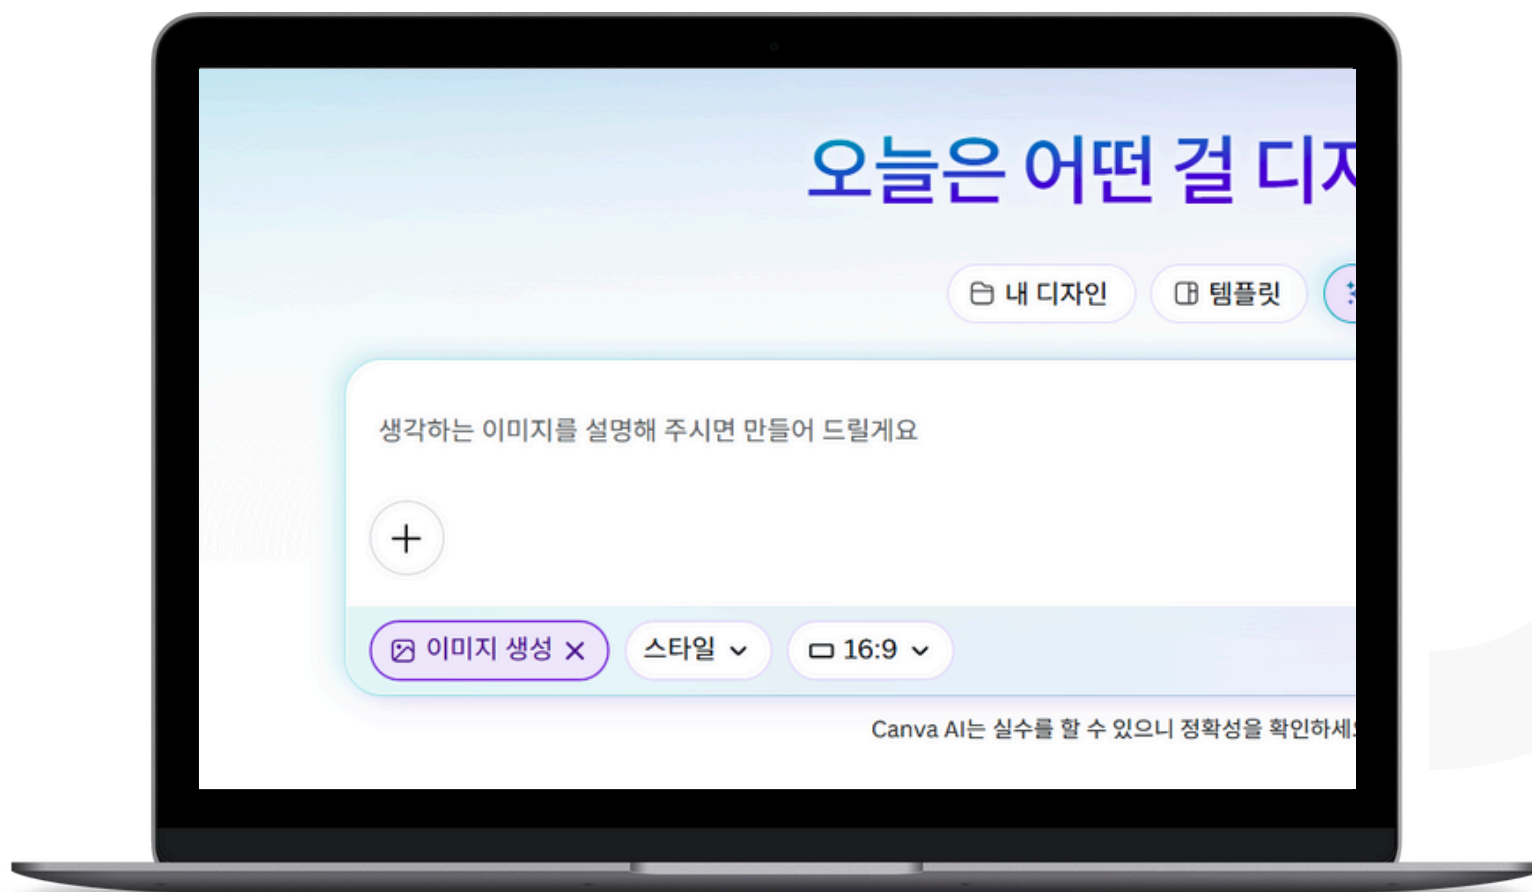 오늘은 어떤 걸 디
내 디자인
템플릿
생각하는 이미지를 설명해 주시면 만들어 드릴게요
이미지 생성
스타일
16:9
Canva AI는 실수를 할 수 있으니 정확성을 확인하세